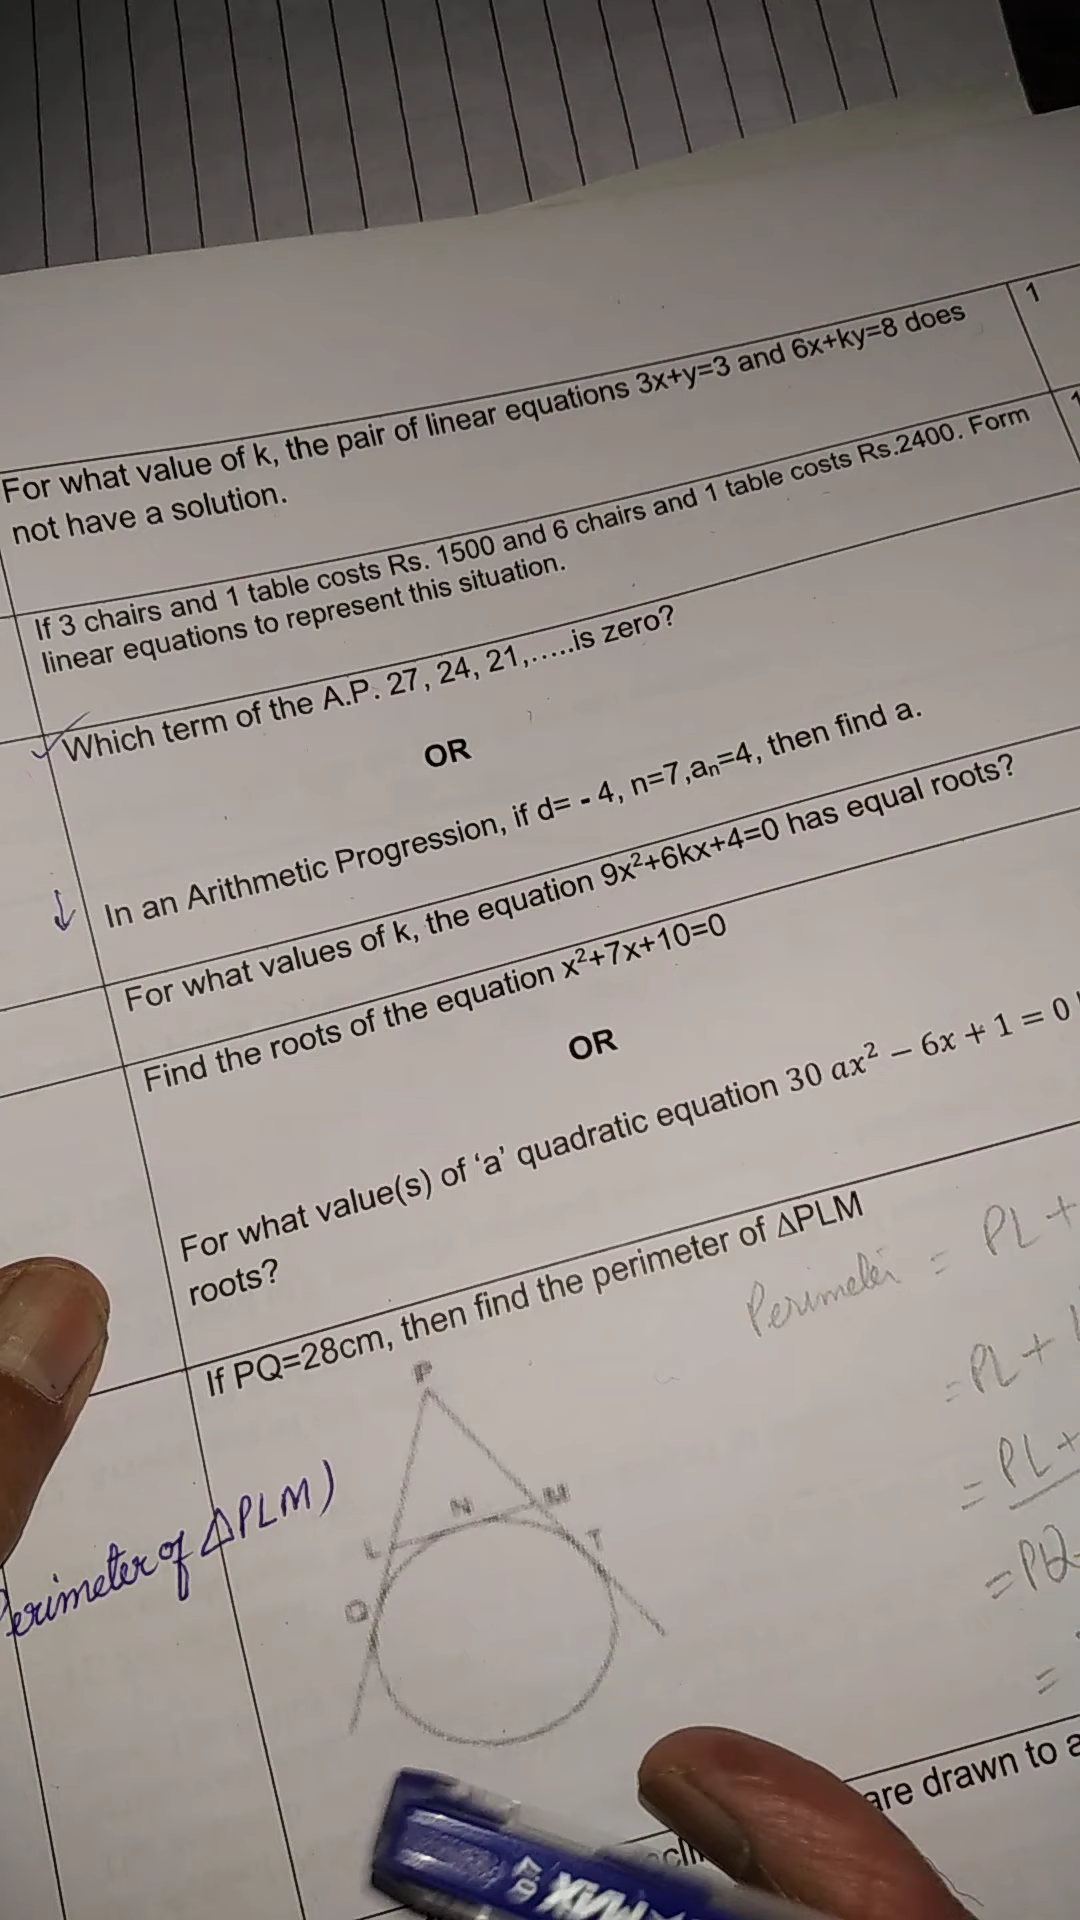 1
For what value of k, the pair of linear equations 3x+y=3 and 6x+ky=8 does
not have a solution.
1
If 3 chairs and 1 table costs Rs. 1500 and 6 chairs and 1 table costs Rs.2400. Form
linear equations to represent this situation.
Which term of the A.P. 27, 24, 21,.....is zero?
OR
In an Arithmetic Progression, if d= - 4, n=7,aₙ=4, then find a.
For what values of k, the equation 9x²+6kx+4=0 has equal roots?
Find the roots of the equation x²+7x+10=0
OR
For what value(s) of ‘a’ quadratic equation 30 ax² − 6x + 1 = 0
roots?
If PQ=28cm, then find the perimeter of ΔPLM
Perimeter = PL +
= PL +
= PL +
= PQ
=
P
N M
L T
Q
Perimeter of ΔPLM)
are drawn to a
MAX